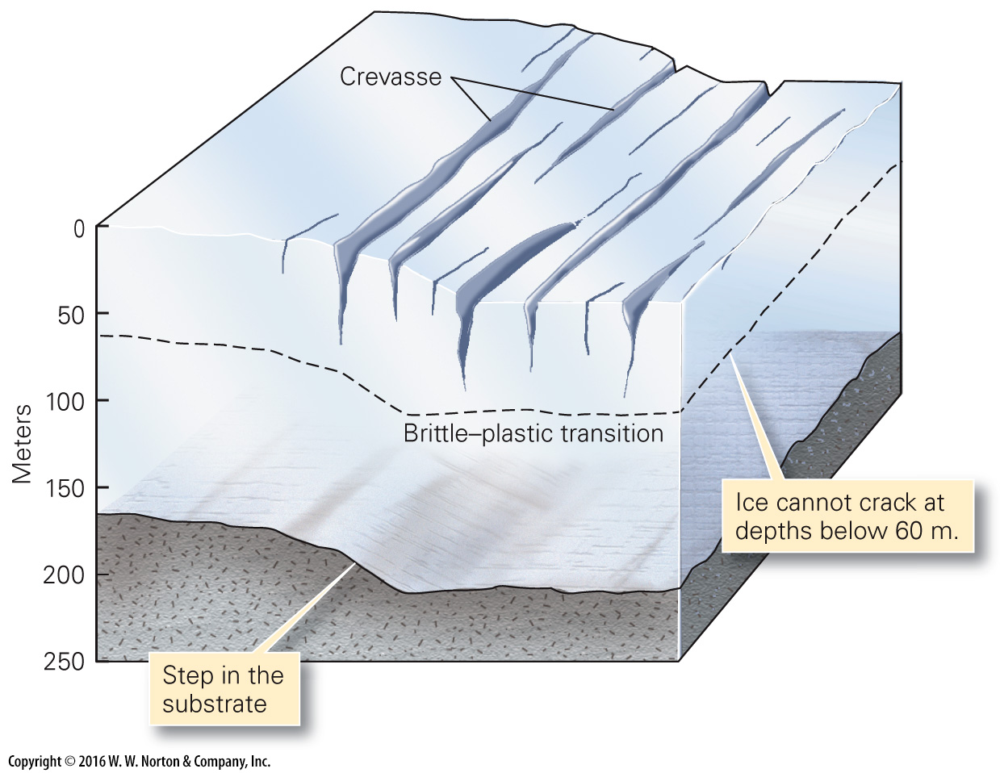 Crevasse
0
50
100
150
200
250
Meters
Brittle–plastic transition
Ice cannot crack at
depths below 60 m.
Step in the
substrate
Copyright © 2016 W. W. Norton & Company, Inc.